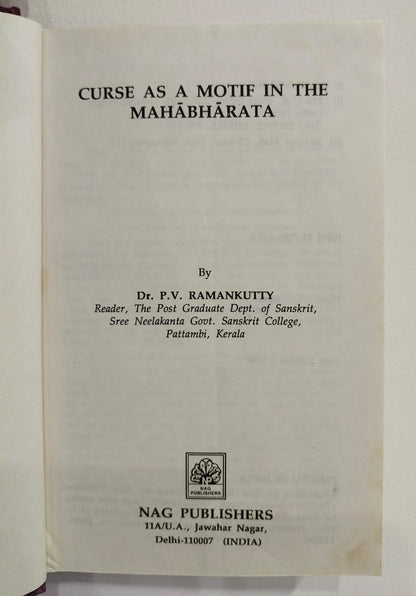 CURSE AS A MOTIF IN THE
MAHĀBHĀRATA
By
Dr. P.V. RAMANKUTTY
Reader, The Post Graduate Dept. of Sanskrit,
Sree Neelakanta Govt. Sanskrit College,
Pattambi, Kerala
NAG
PUBLISHERS
NAG PUBLISHERS
11A/U.A., Jawahar Nagar,
Delhi-110007 (INDIA)